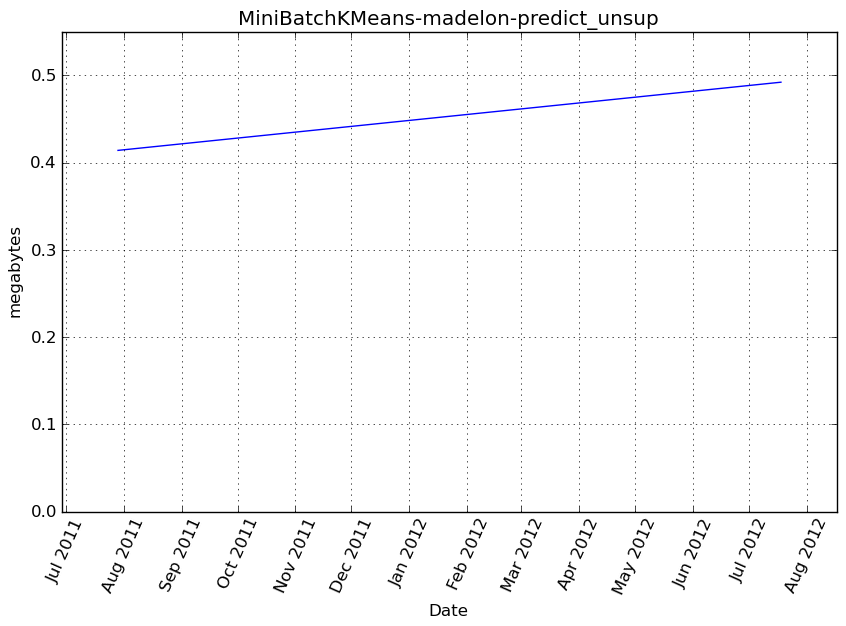 MiniBatchKMeans-madelon-predict_unsup
0.5
0.4
0.3
0.2
0.1
0.0
megabytes
Jul 2011
Aug 2011
Sep 2011
Oct 2011
Nov 2011
Dec 2011
Jan 2012
Feb 2012
Mar 2012
Apr 2012
May 2012
Jun 2012
Jul 2012
Aug 2012
Date